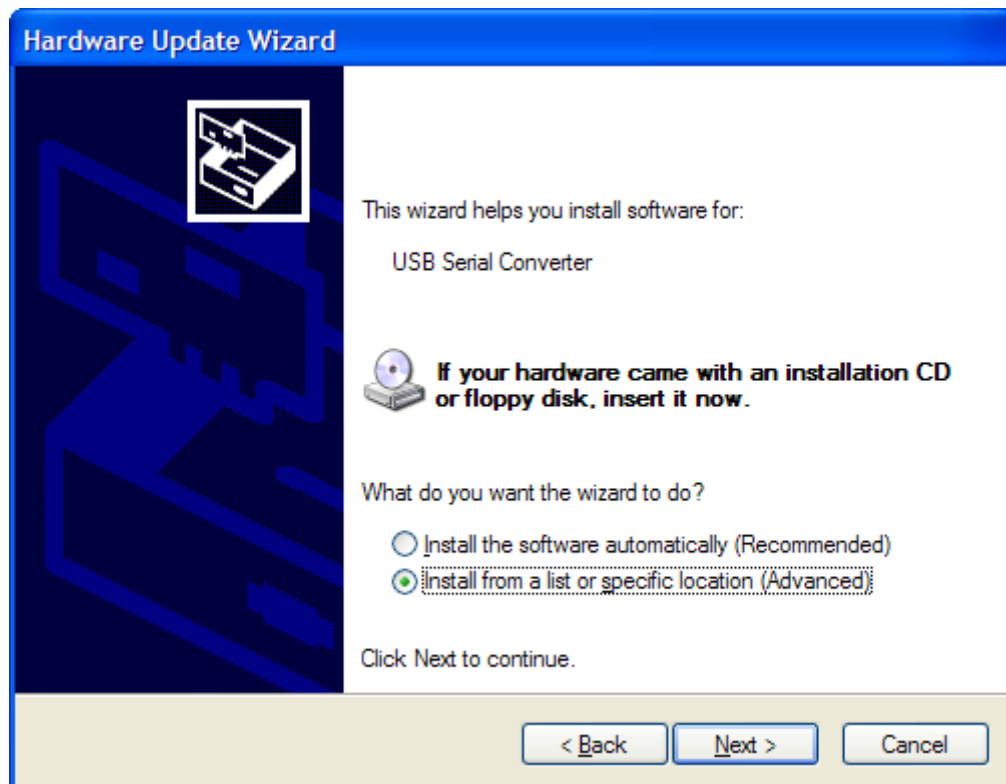 Hardware Update Wizard
This wizard helps you install software for:
USB Serial Converter
If your hardware came with an installation CD
or floppy disk, insert it now.
What do you want the wizard to do?
Install the software automatically (Recommended)
Install from a list or specific location (Advanced)
Click Next to continue.
< Back Next > Cancel